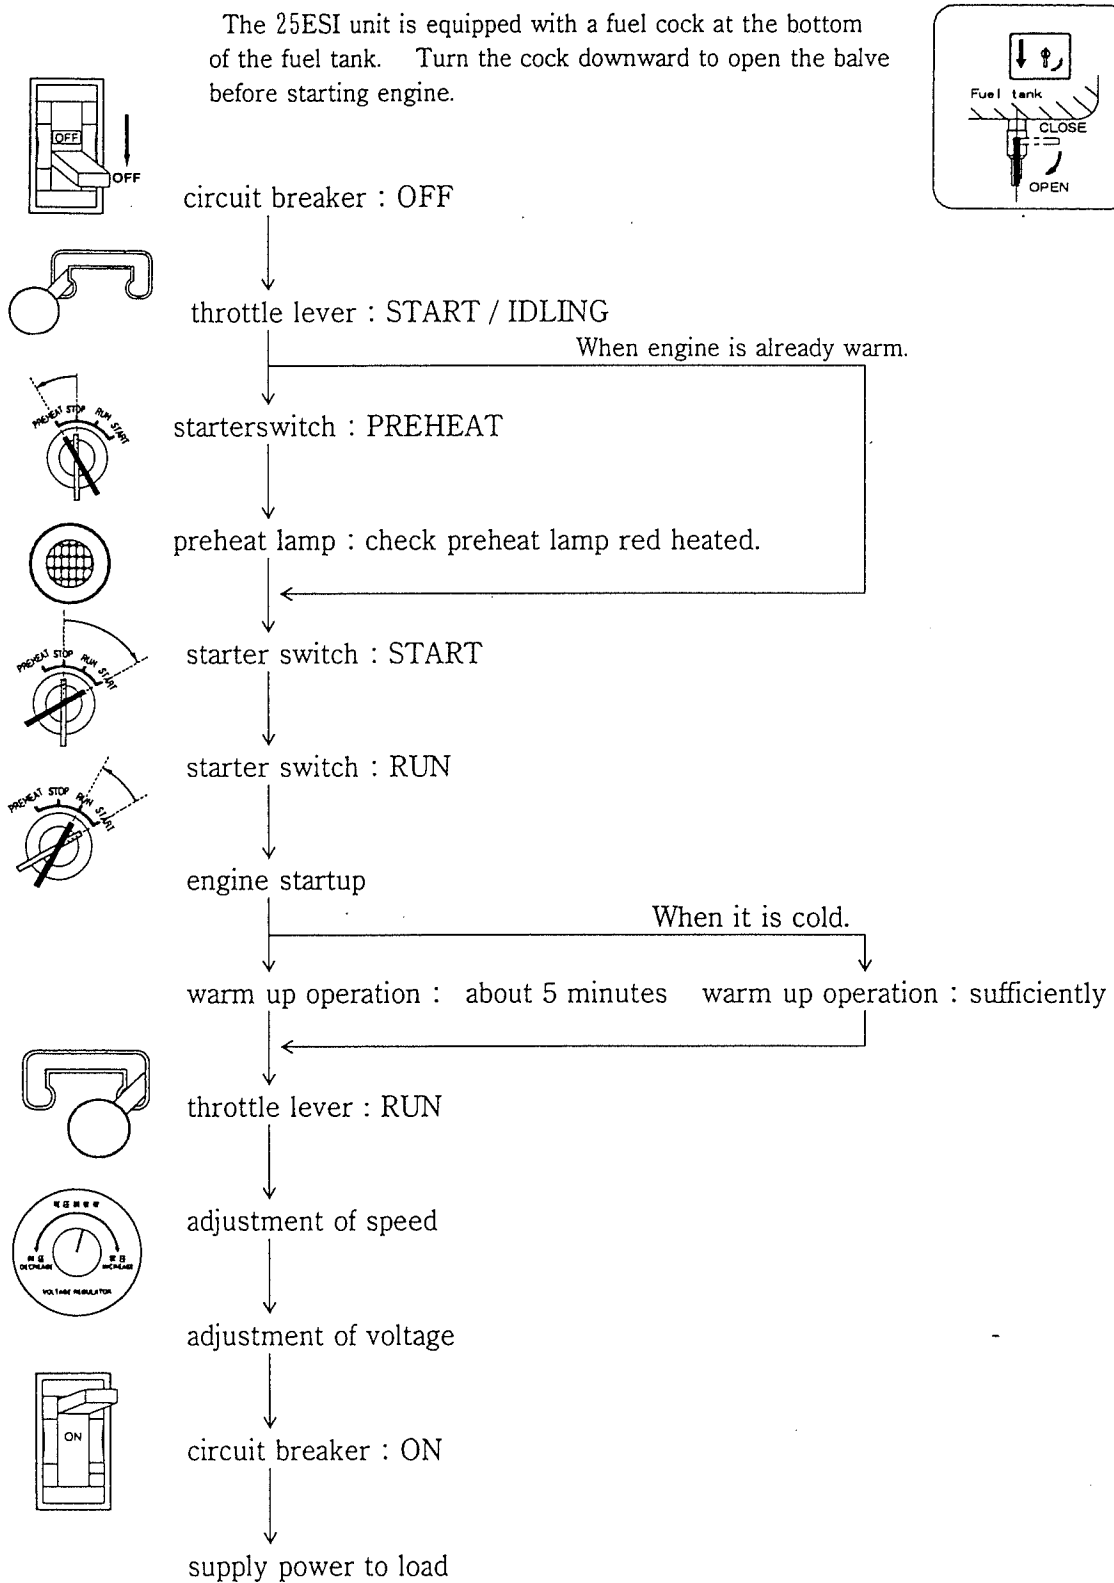 The 25ESI unit is equipped with a fuel cock at the bottom
of the fuel tank. Turn the cock downward to open the balve
before starting engine.
Fuel tank
CLOSE
OPEN
OFF
OFF
circuit breaker : OFF
throttle lever : START / IDLING
When engine is already warm.
PREHEAT STOP RUN START
starterswitch : PREHEAT
preheat lamp : check preheat lamp red heated.
PREHEAT STOP RUN START
starter switch : START
starter switch : RUN
PREHEAT STOP RUN START
engine startup
When it is cold.
warm up operation : about 5 minutes warm up operation : sufficiently
throttle lever : RUN
DECREASE
INCREASE
VOLTAGE REGULATOR
adjustment of speed
adjustment of voltage
ON
circuit breaker : ON
supply power to load